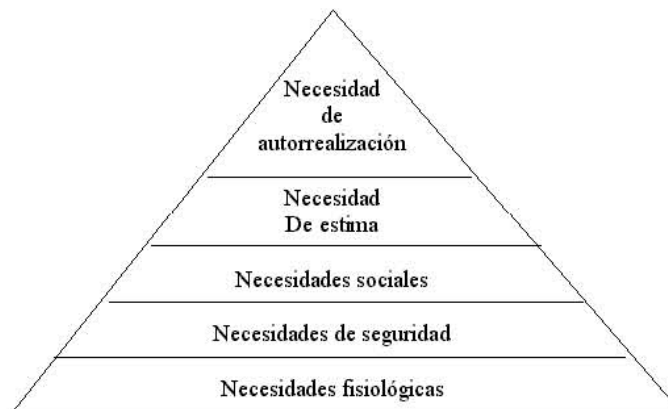 Necesidad
de
autorrealización
Necesidad
De estima
Necesidades sociales
Necesidades de seguridad
Necesidades fisiológicas